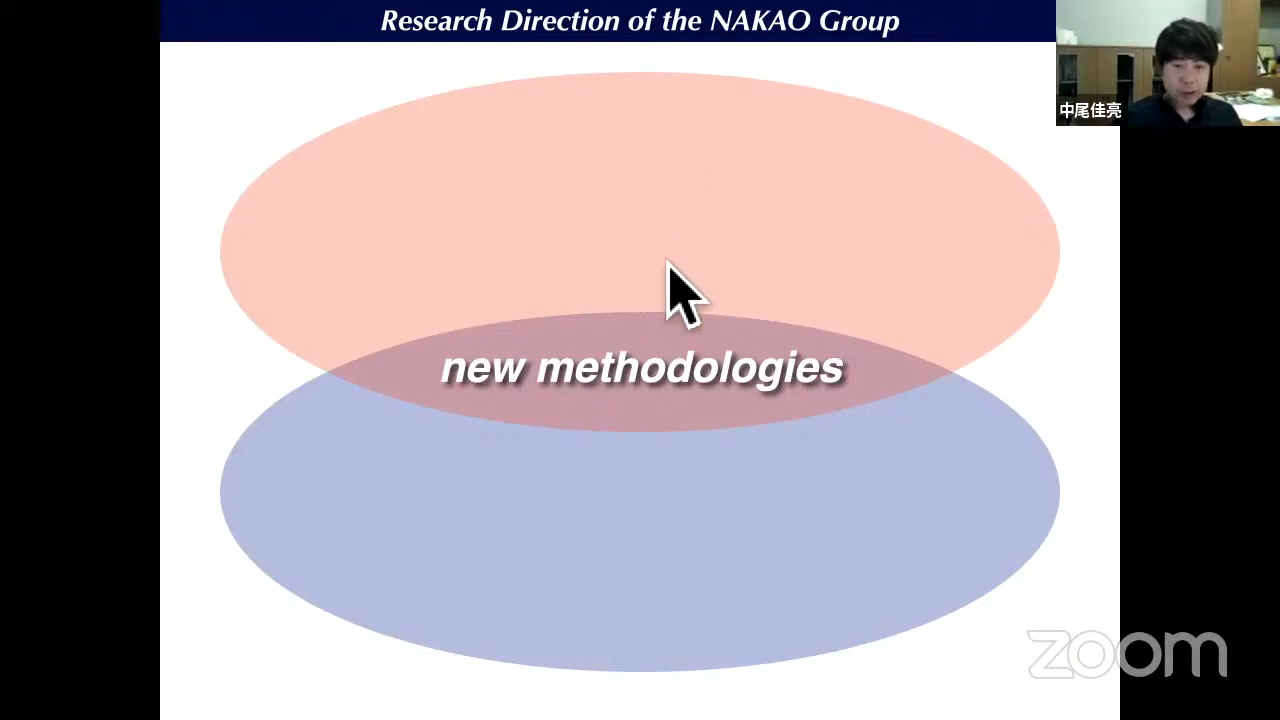 Research Direction of the NAKAO Group
中尾佳亮
new methodologies
zoom